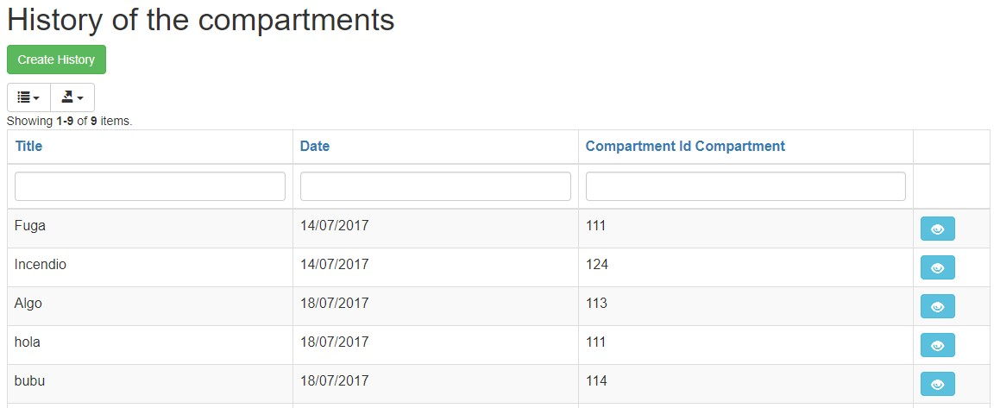 History of the compartments
Create History
Showing 1-9 of 9 items.
Title Date Compartment Id Compartment
Fuga 14/07/2017 111
Incendio 14/07/2017 124
Algo 18/07/2017 113
hola 18/07/2017 111
bubu 18/07/2017 114